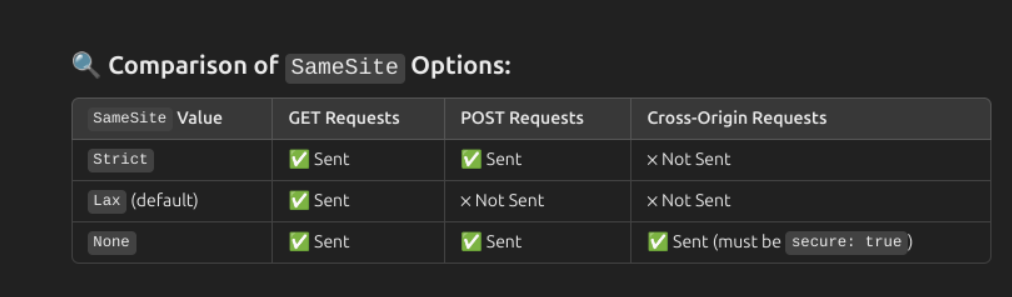 🔍 Comparison of SameSite Options:
SameSite Value GET Requests POST Requests Cross-Origin Requests
Strict ✅ Sent ✅ Sent × Not Sent
Lax (default) ✅ Sent × Not Sent × Not Sent
None ✅ Sent ✅ Sent ✅ Sent (must be secure: true)